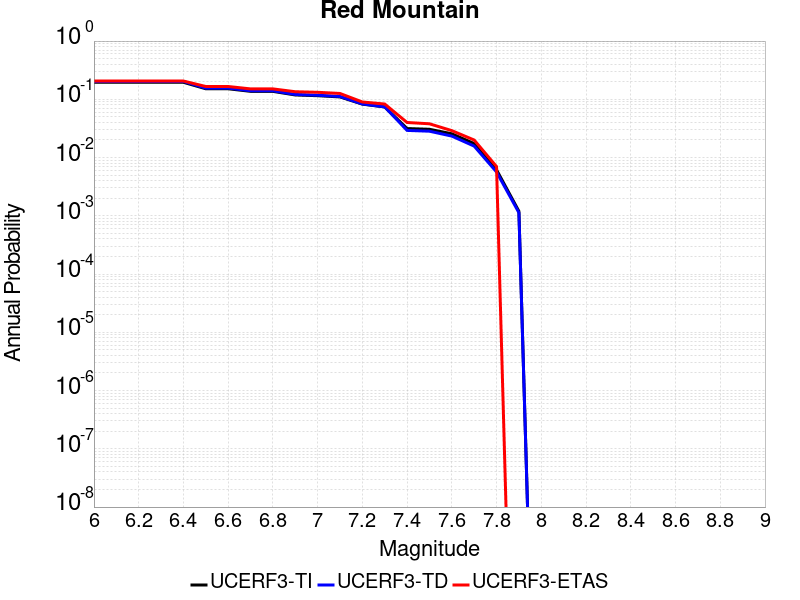 Red Mountain
Annual Probability
10^0
10^-1
10^-2
10^-3
10^-4
10^-5
10^-6
10^-7
10^-8
6 6.2 6.4 6.6 6.8 7 7.2 7.4 7.6 7.8 8 8.2 8.4 8.6 8.8 9
Magnitude
UCERF3-TI UCERF3-TD UCERF3-ETAS